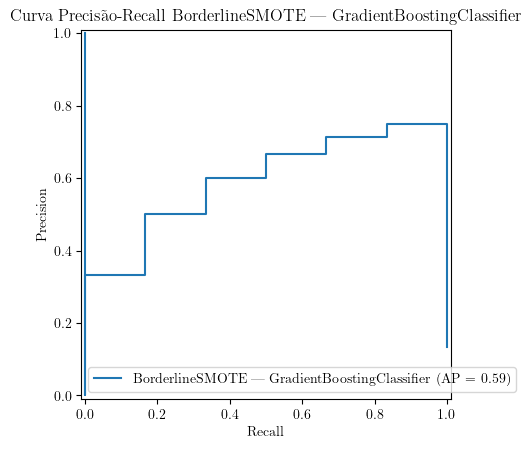 Curva Precisão-Recall BorderlineSMOTE — GradientBoostingClassifier
1.0
0.8
0.6
0.4
0.2
0.0
Precision
BorderlineSMOTE — GradientBoostingClassifier (AP = 0.59)
0.0 0.2 0.4 0.6 0.8 1.0
Recall